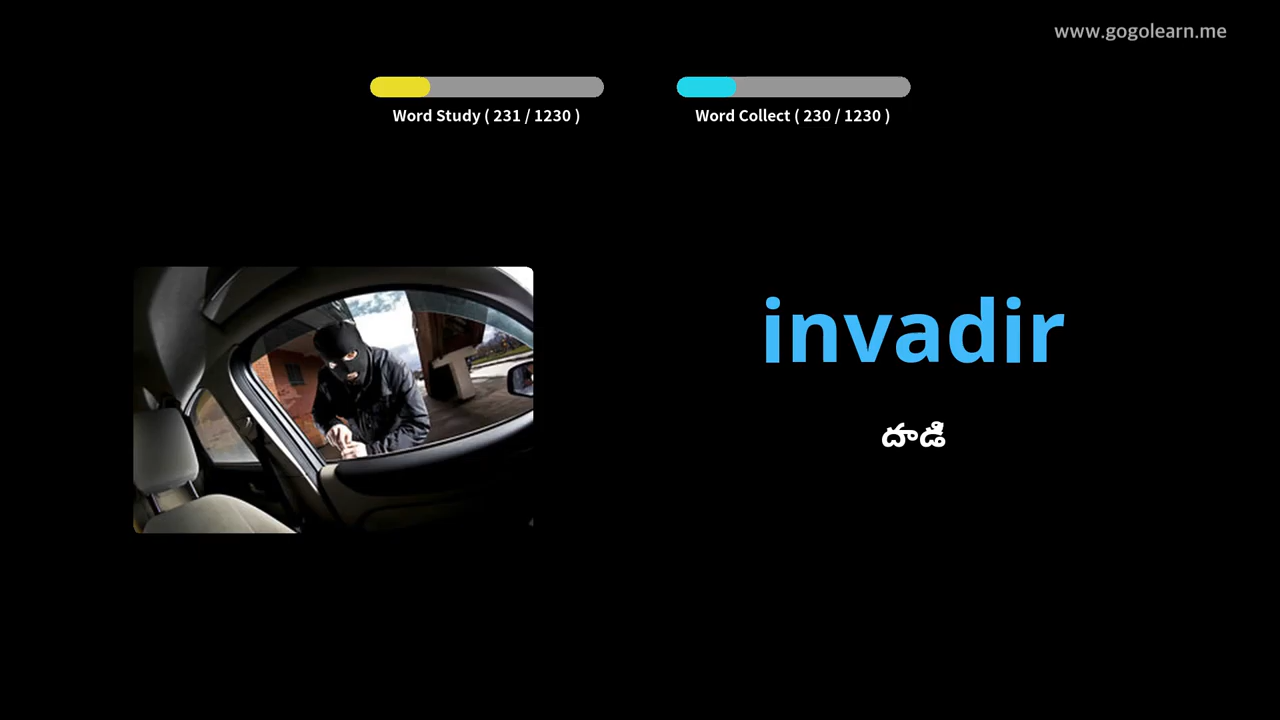 www.gogolearn.me
Word Study ( 231 / 1230 )
Word Collect ( 230 / 1230 )
invadir
దాడి